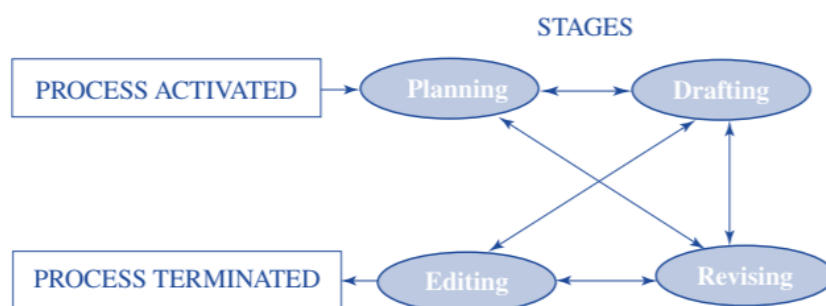 STAGES
PROCESS ACTIVATED
Planning
Drafting
PROCESS TERMINATED
Editing
Revising